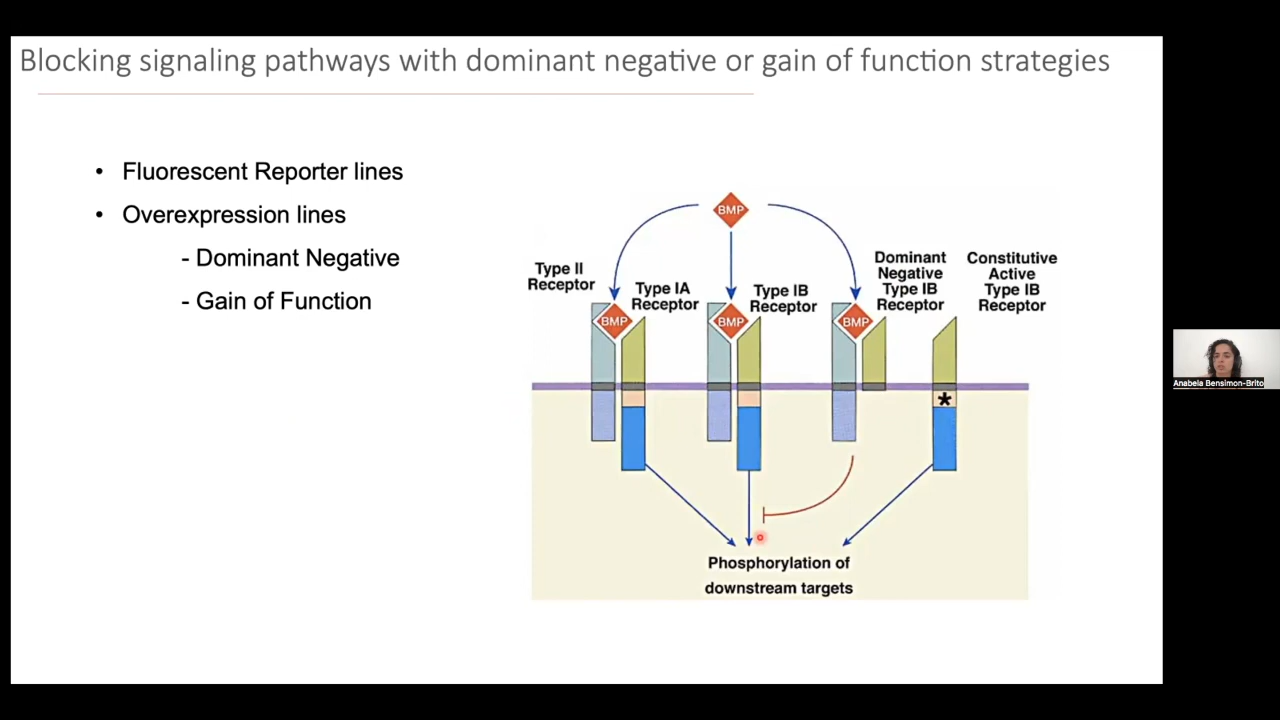 Blocking signaling pathways with dominant negative or gain of function strategies
• Fluorescent Reporter lines
• Overexpression lines
- Dominant Negative
- Gain of Function
BMP
Type II
Receptor
Type IA
Receptor
Type IB
Receptor
Dominant
Negative
Type IB
Receptor
Constitutive
Active
Type IB
Receptor
BMP
BMP
BMP
*
Phosphorylation of
downstream targets
Anabela Bensimon-Brito